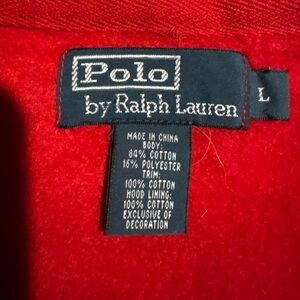 Polo
by Ralph Lauren
L
MADE IN CHINA
BODY:
84% COTTON
16% POLYESTER
TRIM:
100% COTTON
HOOD LINING:
100% COTTON
EXCLUSIVE OF
DECORATION